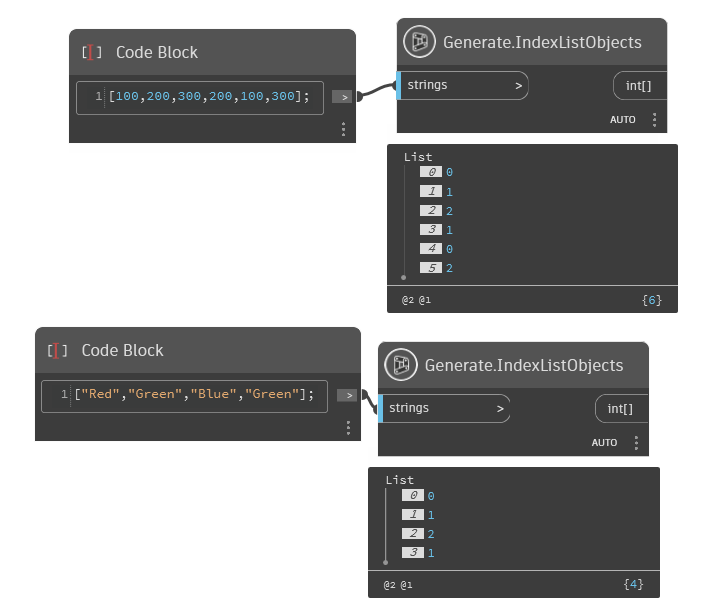 Code Block
1 [100,200,300,200,100,300];
>
Generate.IndexListObjects
strings >
int[]
AUTO
List
0 0
1 1
2 2
3 1
4 0
5 2
@2 @1 {6}
Code Block
1 ["Red","Green","Blue","Green"];
>
Generate.IndexListObjects
strings >
int[]
AUTO
List
0 0
1 1
2 2
3 1
@2 @1 {4}